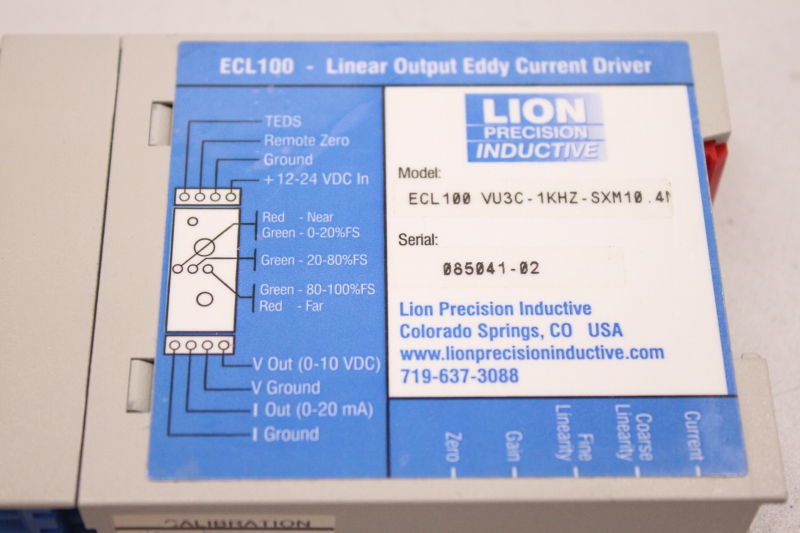 ECL100 - Linear Output Eddy Current Driver
TEDS
Remote Zero
Ground
+ 12-24 VDC In
Red - Near
Green - 0-20%FS
Green - 20-80%FS
Green - 80-100%FS
Red - Far
V Out (0-10 VDC)
V Ground
I Out (0-20 mA)
I Ground
LION
PRECISION
INDUCTIVE
Model:
ECL100 VU3C-1KHZ-SXM10.4
Serial:
085041-02
Lion Precision Inductive
Colorado Springs, CO USA
www.lionprecisioninductive.com
719-637-3088
Zero
Gain
Fine
Linearity
Coarse
Linearity
Current
CALIBRATION